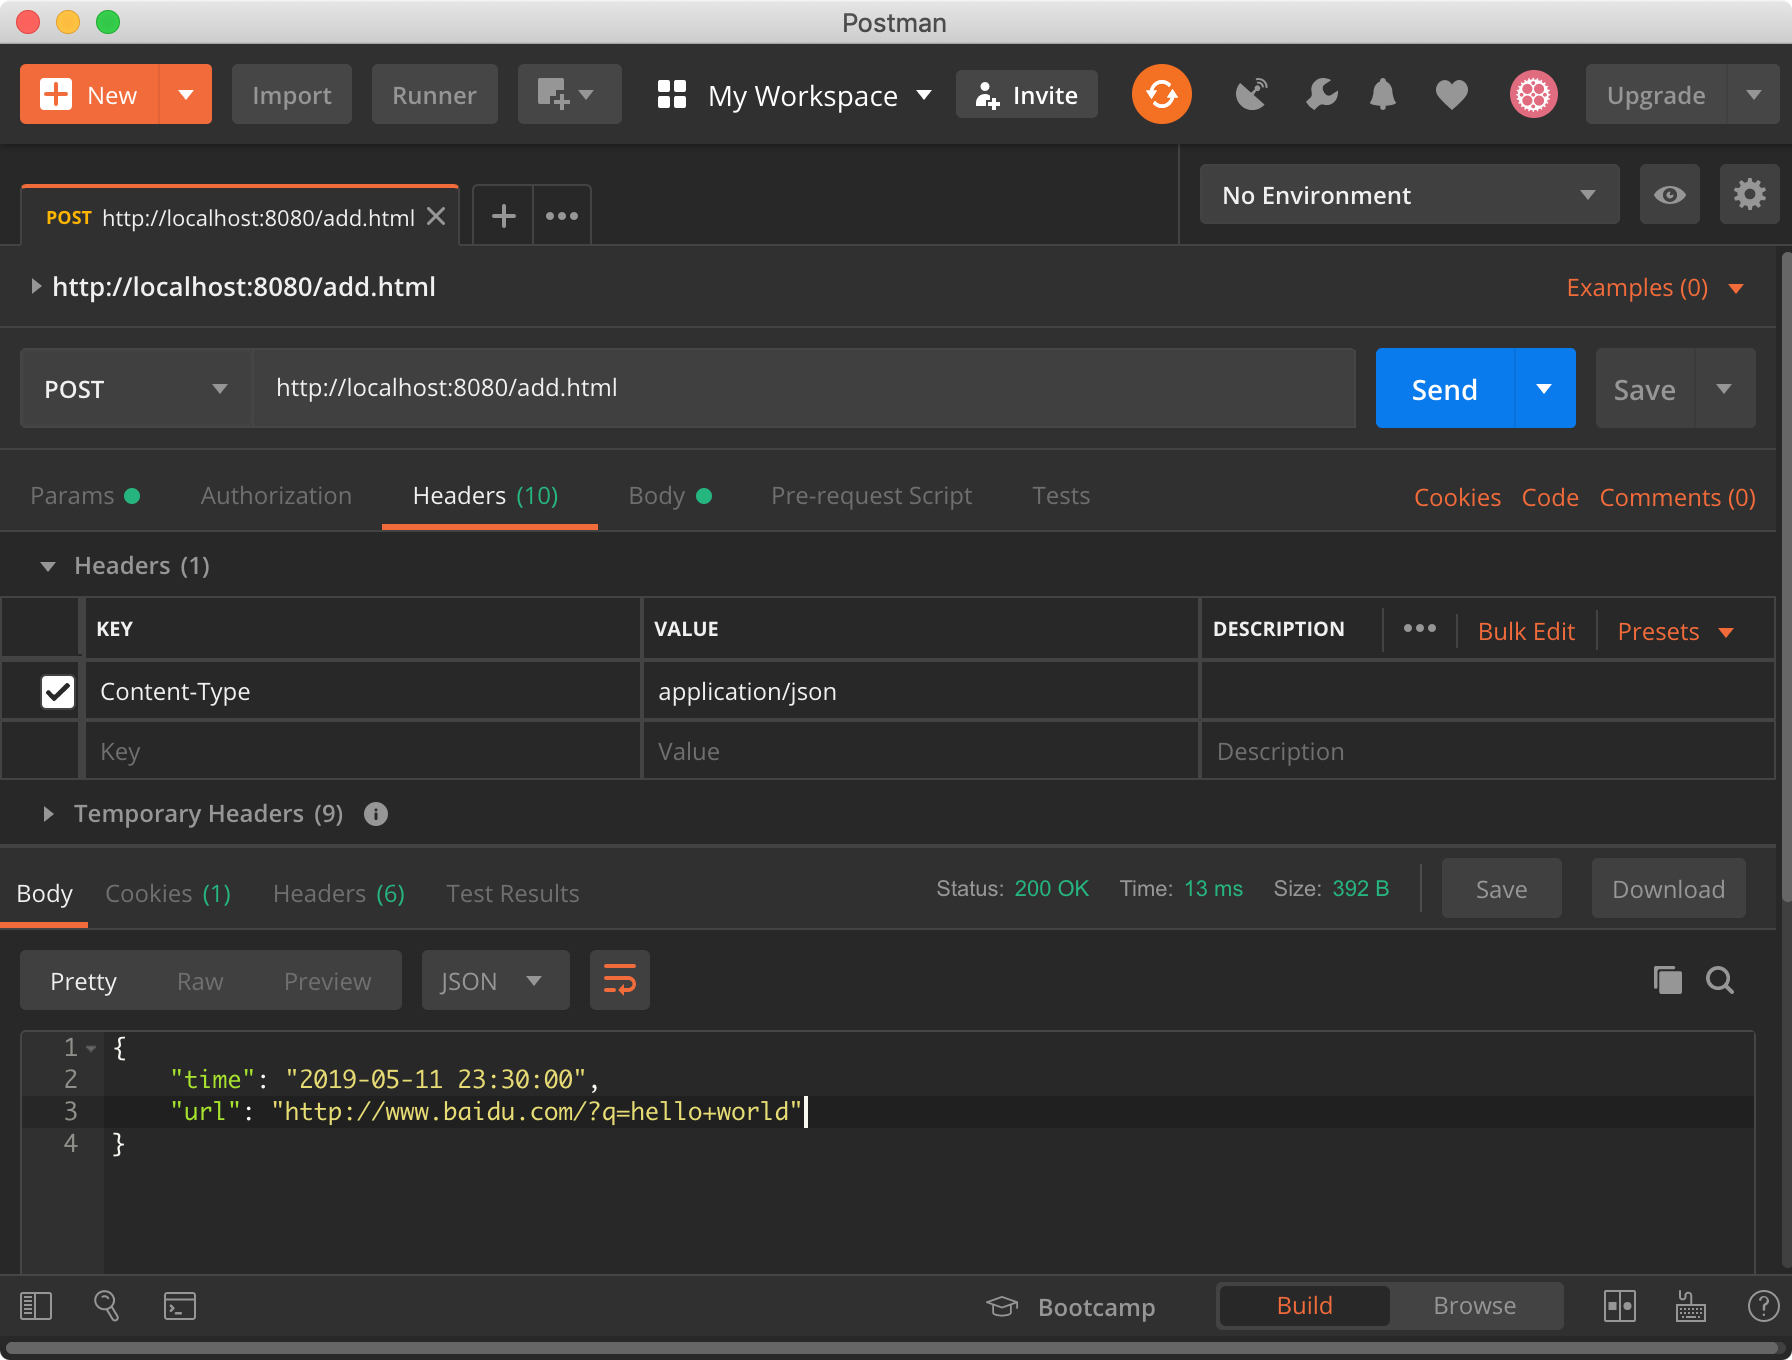 Postman
New Import Runner My Workspace Invite Upgrade
POST http://localhost:8080/add.html No Environment
http://localhost:8080/add.html Examples (0)
POST http://localhost:8080/add.html Send Save
Params Authorization Headers (10) Body Pre-request Script Tests Cookies Code Comments (0)
Headers (1)
KEY VALUE DESCRIPTION Bulk Edit Presets
Content-Type application/json
Key Value Description
Temporary Headers (9)
Body Cookies (1) Headers (6) Test Results Status: 200 OK Time: 13 ms Size: 392 B Save Download
Pretty Raw Preview JSON
1 {
2 "time": "2019-05-11 23:30:00",
3 "url": "http://www.baidu.com/?q=hello+world"
4 }
Bootcamp Build Browse